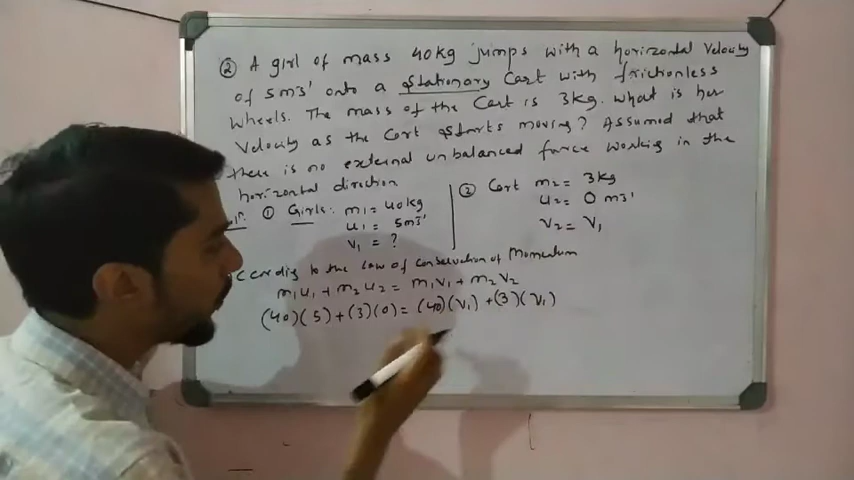 ② A girl of mass 40kg jumps with a horizontal velocity
of 5 ms⁻¹ onto a stationary Cart with frictionless
wheels. The mass of the Cart is 3kg. what is her
Velocity as the Cart starts moving? Assumed that
there is no external unbalanced force working in the
horizontal direction
① Girls: m₁ = 40kg
u₁ = 5ms⁻¹
v₁ = ?
② Cart m₂ = 3kg
u₂ = 0 ms⁻¹
v₂ = v₁
to the law of conservation of Momentum
m₁u₁ + m₂u₂ = m₁v₁ + m₂v₂
(40)(5)+(3)(0)= (40)(v₁) +(3)(v₁)